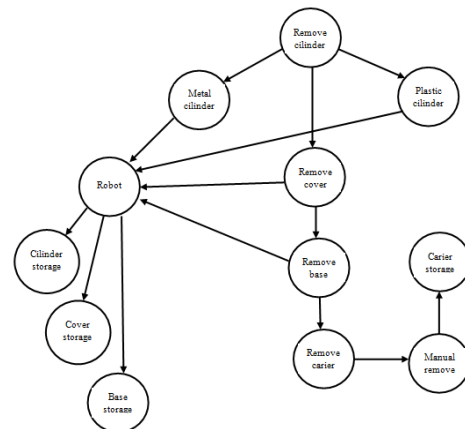 Remove
cilinder
Metal
cilinder
Plastic
cilinder
Robot
Remove
cover
Cilinder
storage
Remove
base
Carier
storage
Cover
storage
Remove
carier
Manual
remove
Base
storage